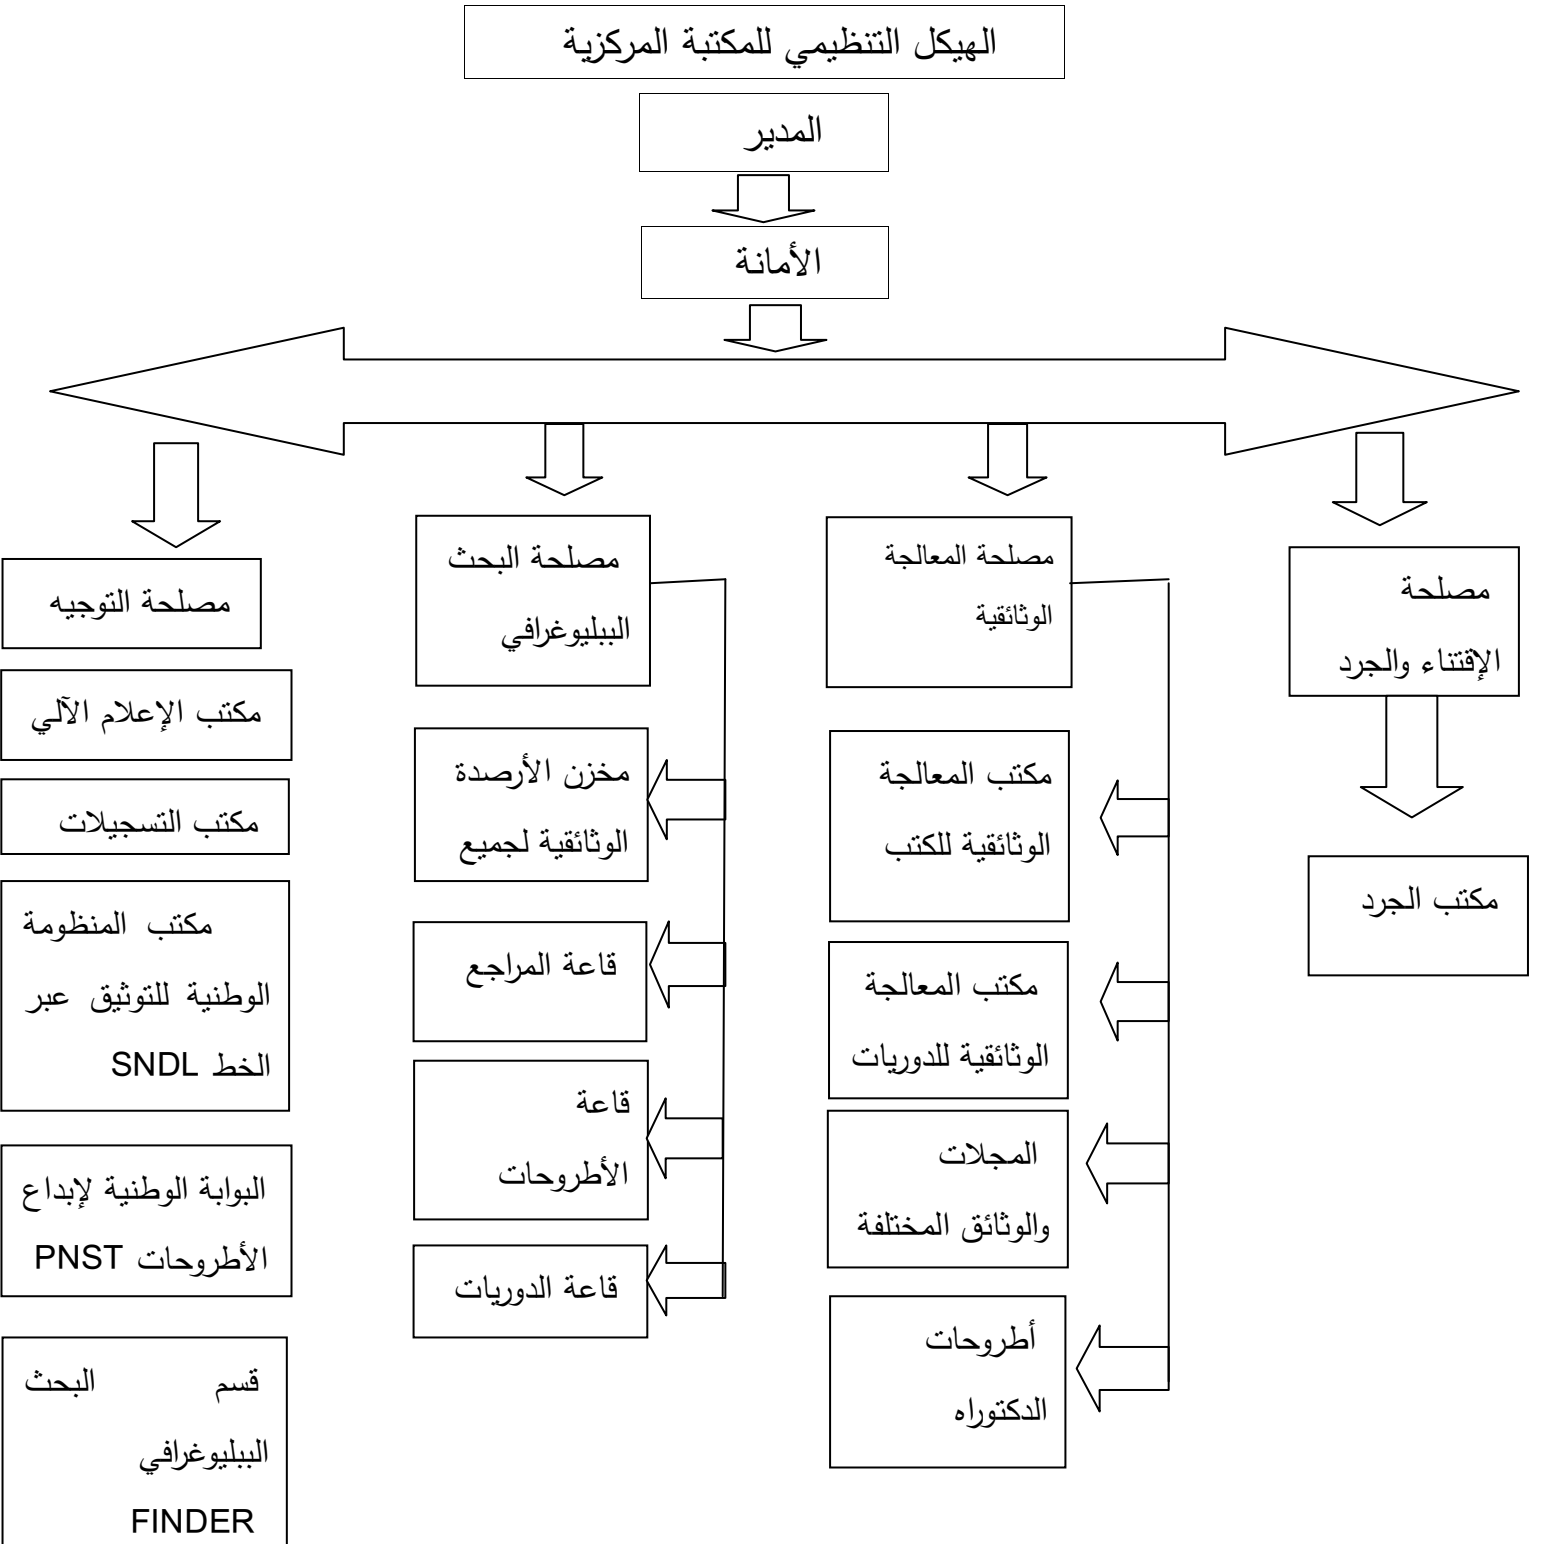 الهيكل التنظيمي للمكتبة المركزية
المدير
الأمانة
مصلحة
الإقتناء والجرد
مكتب الجرد
مصلحة المعالجة
الوثائقية
مكتب المعالجة
الوثائقية للكتب
مكتب المعالجة
الوثائقية للدوريات
المجلات
والوثائق المختلفة
أطروحات
الدكتوراه
مصلحة البحث
الببليوغرافي
مخزن الأرصدة
الوثائقية لجميع
قاعة المراجع
قاعة
الأطروحات
قاعة الدوريات
مصلحة التوجيه
مكتب الإعلام الآلي
مكتب التسجيلات
مكتب المنظومة
الوطنية للتوثيق عبر
الخط SNDL
البوابة الوطنية لإبداع
الأطروحات PNST
قسم البحث
الببليوغرافي
FINDER